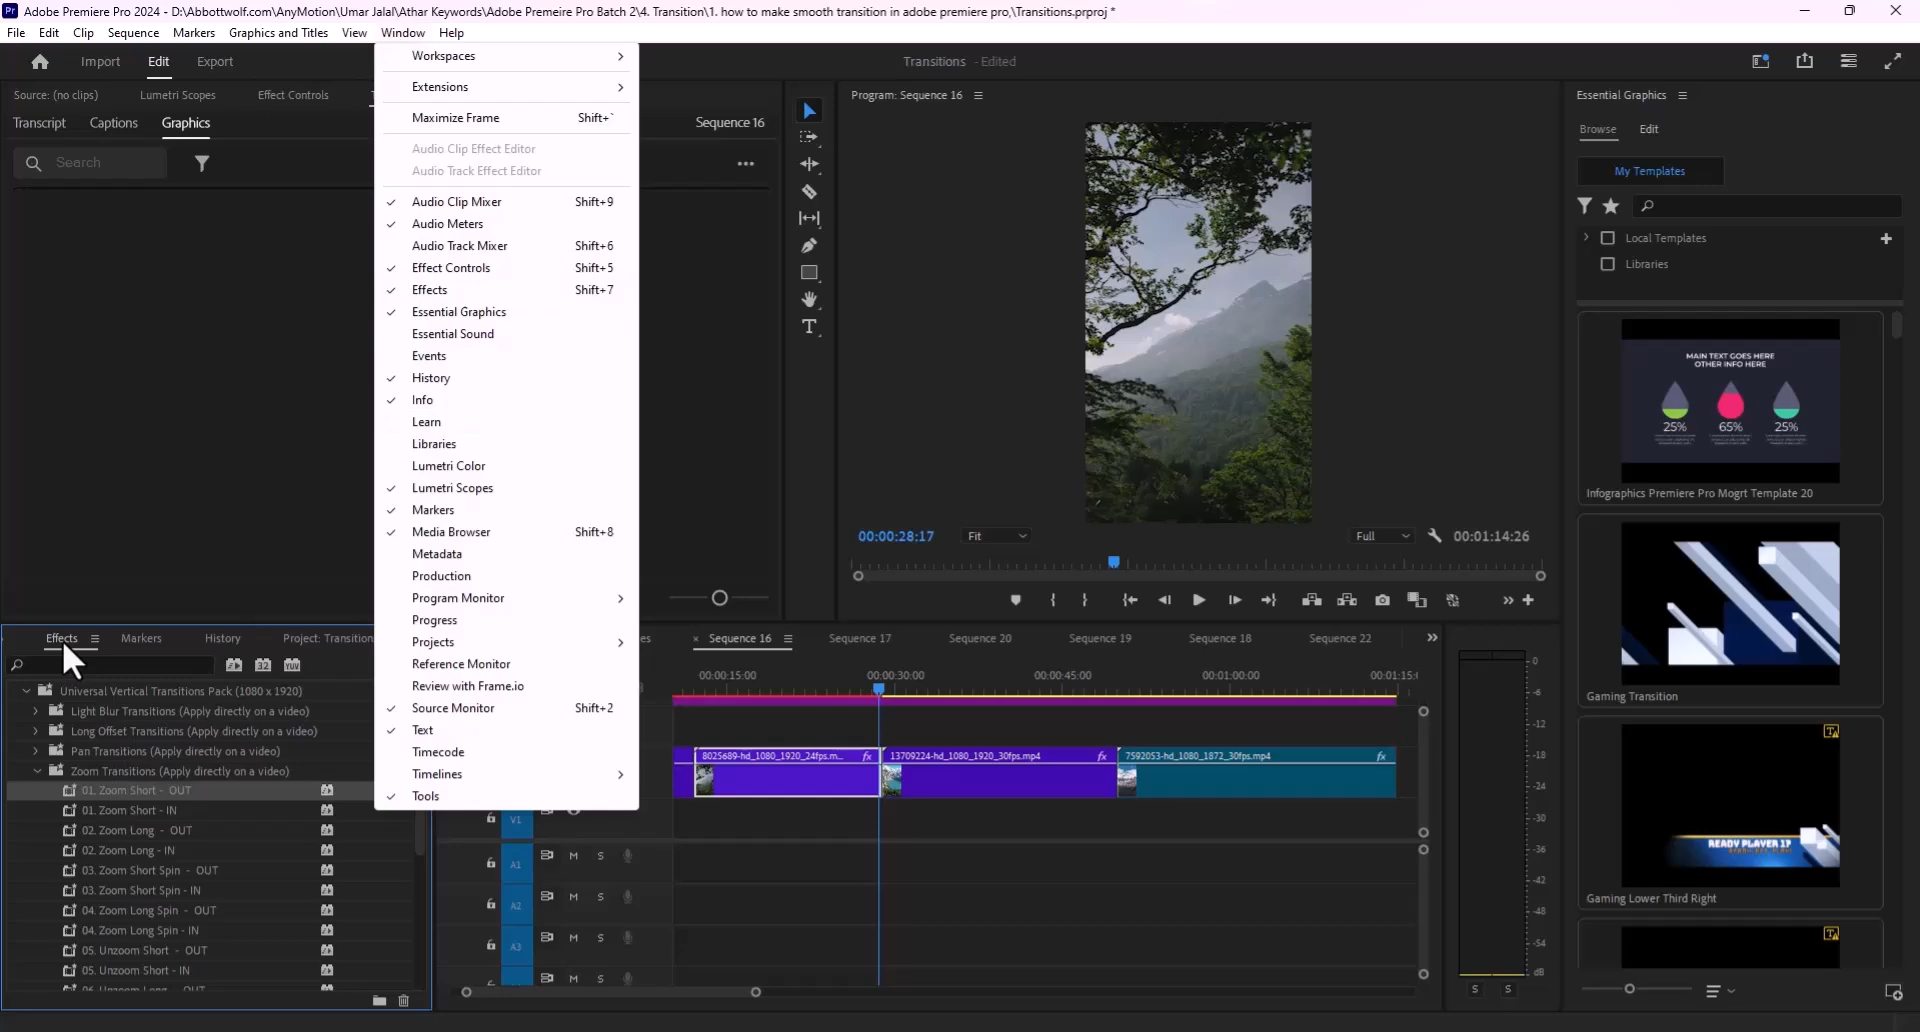 Adobe Premiere Pro 2024 - D:\Abbottwolf.com\AnyMotion\Umar Jalal\Athar Keywords\Adobe Premeire Pro Batch 2\4. Transition\1. how to make smooth transition in adobe premiere pro,\Transitions.prproj *
File Edit Clip Sequence Markers Graphics and Titles View Window Help
Import Edit Export
Transitions - Edited
Source: (no clips) Lumetri Scopes Effect Controls
Transcript Captions Graphics
Sequence 16
Search
Workspaces
Extensions
Maximize Frame Shift+`
Audio Clip Effect Editor
Audio Track Effect Editor
Audio Clip Mixer Shift+9
Audio Meters
Audio Track Mixer Shift+6
Effect Controls Shift+5
Effects Shift+7
Essential Graphics
Essential Sound
Events
History
Info
Learn
Libraries
Lumetri Color
Lumetri Scopes
Markers
Media Browser Shift+8
Metadata
Production
Program Monitor
Progress
Projects
Reference Monitor
Review with Frame.io
Source Monitor Shift+2
Text
Timecode
Timelines
Tools
Program: Sequence 16
00:00:28:17 Fit Full 00:01:14:26
Essential Graphics
Browse Edit
My Templates
Local Templates
Libraries
MAIN TEXT GOES HERE
OTHER INFO HERE
25% 65% 25%
Infographics Premiere Pro Mogrt Template 20
Gaming Transition
READY PLAYER 1?
Gaming Lower Third Right
Effects Markers History Project: Transition
Universal Vertical Transitions Pack (1080 x 1920)
Light Blur Transitions (Apply directly on a video)
Long Offset Transitions (Apply directly on a video)
Pan Transitions (Apply directly on a video)
Zoom Transitions (Apply directly on a video)
01. Zoom Short - OUT
01. Zoom Short - IN
02. Zoom Long - OUT
02. Zoom Long - IN
03. Zoom Short Spin - OUT
03. Zoom Short Spin - IN
04. Zoom Long Spin - OUT
04. Zoom Long Spin - IN
05. Unzoom Short - OUT
05. Unzoom Short - IN
06. Unzoom Long - OUT
× Sequence 16 Sequence 17 Sequence 20 Sequence 19 Sequence 18 Sequence 22
00:00:15:00 00:00:30:00 00:00:45:00 00:01:00:00 00:01:15:
8025689-hd_1080_1920_24fps.m... fx 13709224-hd_1080_1920_30fps.mp4 fx 7592053-hd_1080_1872_30fps.mp4 fx
V1
A1 M S
A2 M S
A3 M S
M S
0
-6
-12
-18
-24
-30
-36
-42
-48
-54
dB
S S